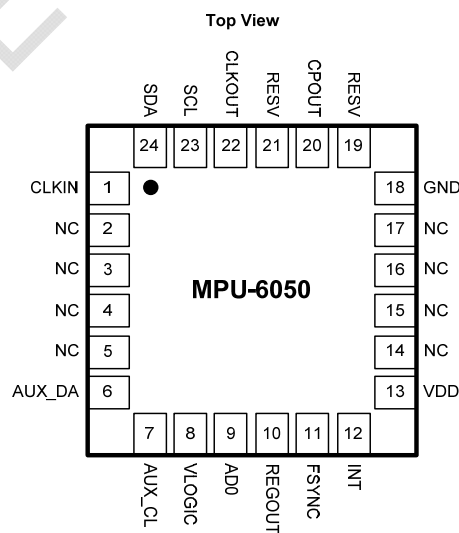 Top View
SDA
SCL
CLKOUT
RESV
CPOUT
RESV
24 23 22 21 20 19
CLKIN 1 18 GND
NC 2 17 NC
NC 3 16 NC
MPU-6050
NC 4 15 NC
NC 5 14 NC
AUX_DA 6 13 VDD
7 8 9 10 11 12
AUX_CL
VLOGIC
AD0
REGOUT
FSYNC
INT